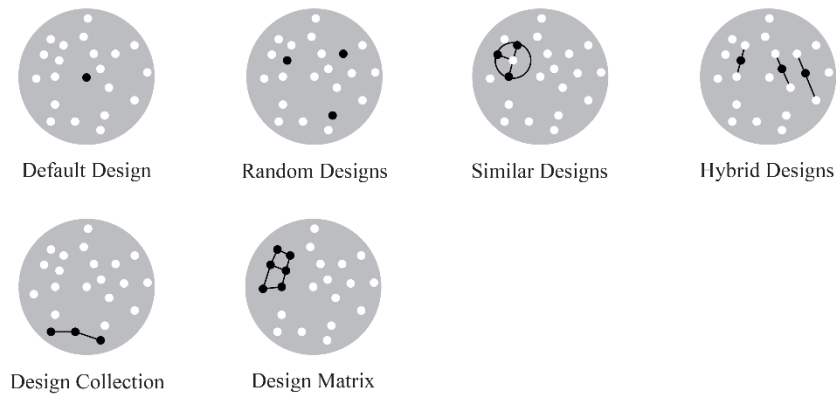 Default Design
Random Designs
Similar Designs
Hybrid Designs
Design Collection
Design Matrix